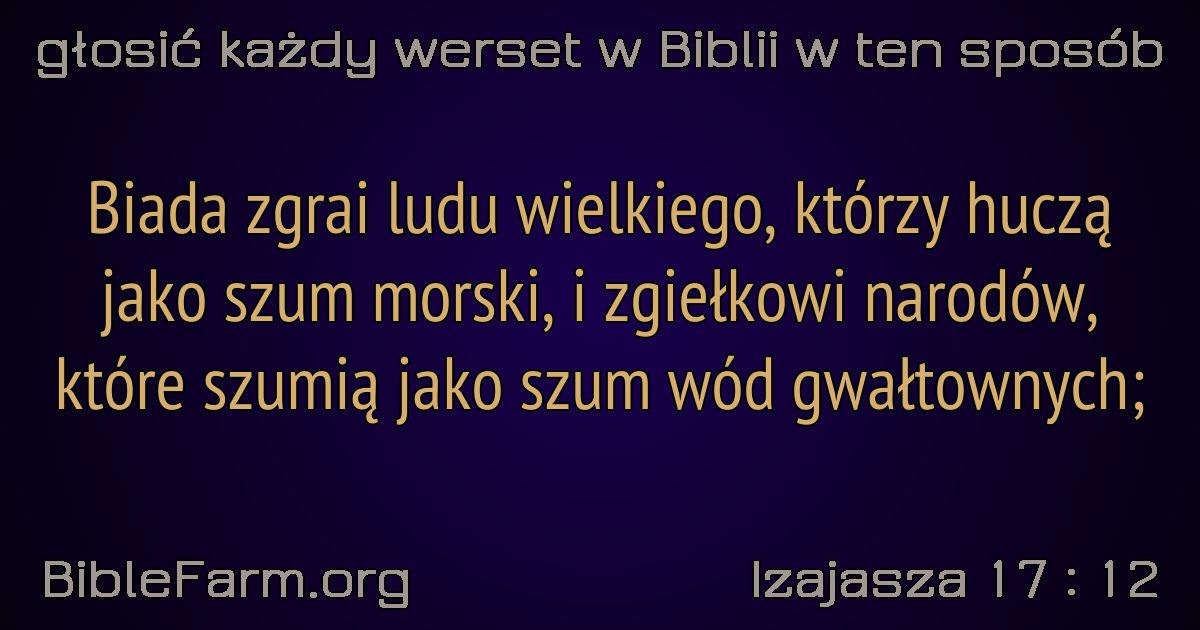 głosić każdy werset w Biblii w ten sposób
Biada zgrai ludu wielkiego, którzy huczą
jako szum morski, i zgiełkowi narodów,
które szumią jako szum wód gwałtownych;
BibleFarm.org
Izajasza 17 : 12